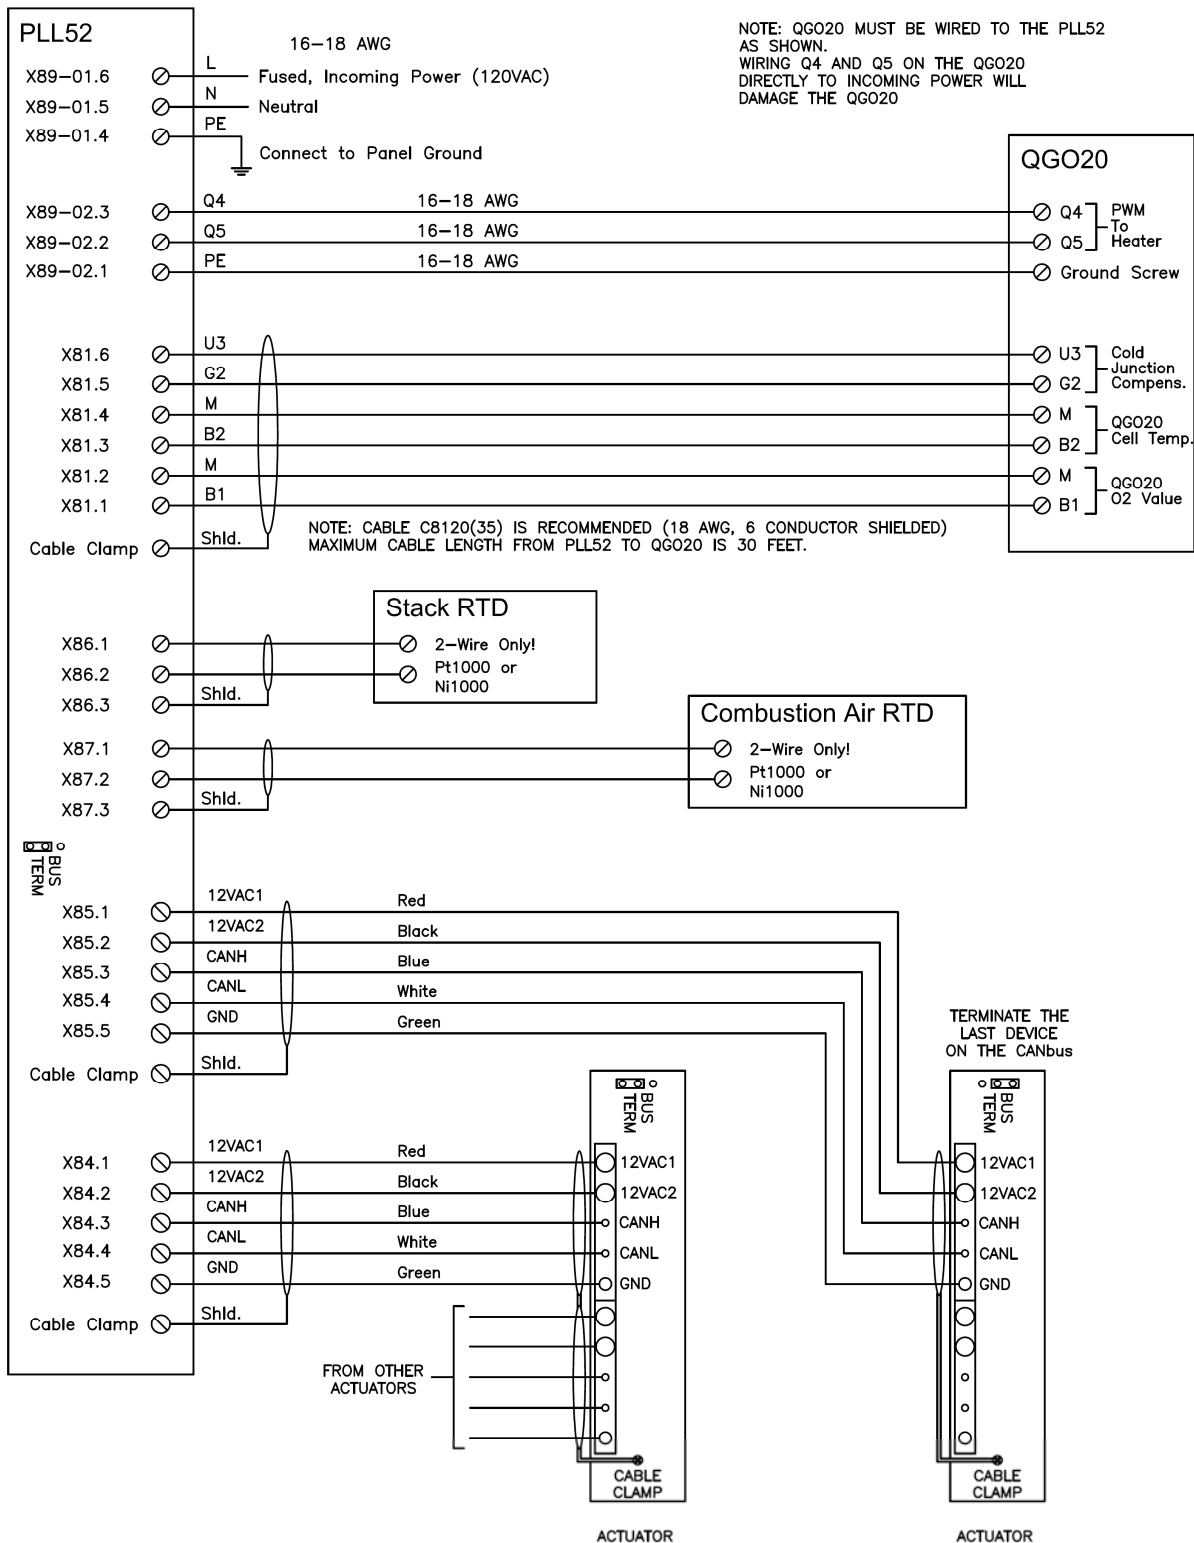 PLL52
16-18 AWG
NOTE: QGO20 MUST BE WIRED TO THE PLL52
AS SHOWN.
WIRING Q4 AND Q5 ON THE QGO20
DIRECTLY TO INCOMING POWER WILL
DAMAGE THE QGO20
X89-01.6 L Fused, Incoming Power (120VAC)
X89-01.5 N Neutral
X89-01.4 PE
Connect to Panel Ground
QGO20
X89-02.3 Q4 16-18 AWG Q4
X89-02.2 Q5 16-18 AWG Q5
PWM
To
Heater
X89-02.1 PE 16-18 AWG Ground Screw
X81.6 U3 U3
X81.5 G2 G2
Cold
Junction
Compens.
X81.4 M M
X81.3 B2 B2
QGO20
Cell Temp.
X81.2 M M
X81.1 B1 B1
QGO20
O2 Value
Cable Clamp Shld.
NOTE: CABLE C8120(35) IS RECOMMENDED (18 AWG, 6 CONDUCTOR SHIELDED)
MAXIMUM CABLE LENGTH FROM PLL52 TO QGO20 IS 30 FEET.
Stack RTD
X86.1 2-Wire Only!
X86.2 Pt1000 or
Ni1000
X86.3 Shld.
Combustion Air RTD
X87.1 2-Wire Only!
X87.2 Pt1000 or
Ni1000
X87.3 Shld.
BUS
TERM
X85.1 12VAC1 Red
X85.2 12VAC2 Black
X85.3 CANH Blue
X85.4 CANL White
X85.5 GND Green
Cable Clamp Shld.
TERMINATE THE
LAST DEVICE
ON THE CANbus
BUS
TERM
BUS
TERM
X84.1 12VAC1 Red 12VAC1 12VAC1
X84.2 12VAC2 Black 12VAC2 12VAC2
X84.3 CANH Blue CANH CANH
X84.4 CANL White CANL CANL
X84.5 GND Green GND GND
Cable Clamp Shld.
FROM OTHER
ACTUATORS
CABLE
CLAMP
CABLE
CLAMP
ACTUATOR
ACTUATOR